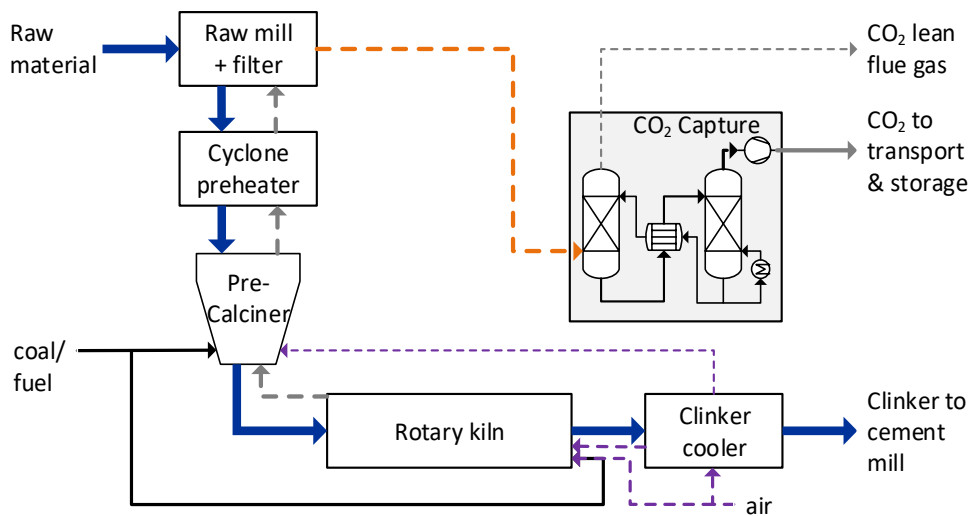 Raw
material
Raw mill
+ filter
CO₂ lean
flue gas
CO₂ Capture
CO₂ to
transport
& storage
Cyclone
preheater
Pre-
Calciner
coal/
fuel
Rotary kiln
Clinker
cooler
Clinker to
cement
mill
air